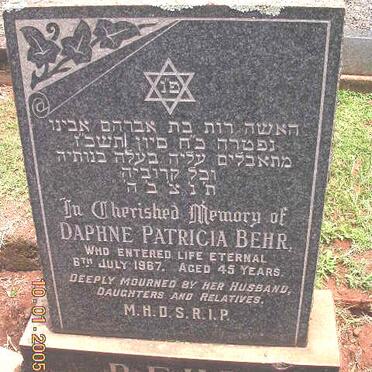 פ״נ
האשה רות בת אברהם אבינו
נפטרה כ״ח סיון תשכ״ז
מתאבלים עליה בעלה בנותיה
וכל קרוביה
ת נ צ ב ה
In Cherished Memory of
DAPHNE PATRICIA BEHR,
WHO ENTERED LIFE ETERNAL
6TH JULY 1967. AGED 45 YEARS.
DEEPLY MOURNED BY HER HUSBAND,
DAUGHTERS AND RELATIVES.
M.H.D.S.R.I.P.
10.01.2005